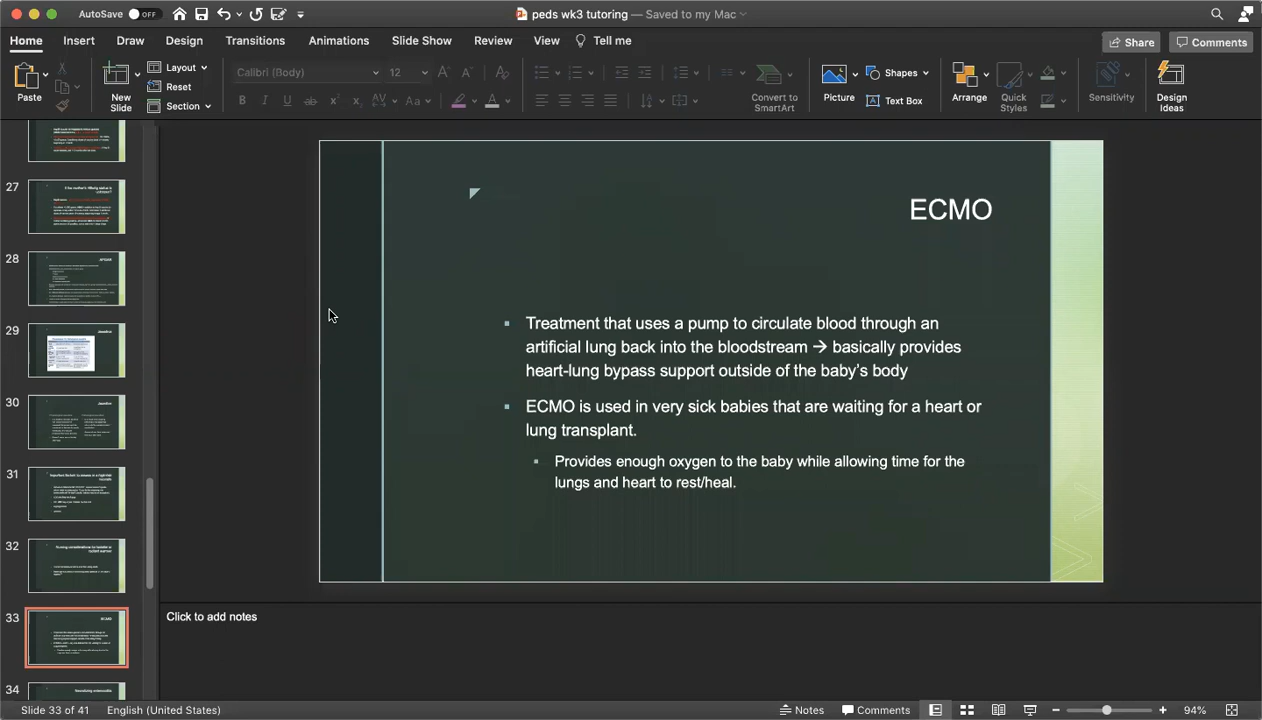 AutoSave OFF
peds wk3 tutoring — Saved to my Mac
Home Insert Draw Design Transitions Animations Slide Show Review View Tell me
Share Comments
Paste
New Slide
Layout
Reset
Section
Calibri (Body) 12
Convert to SmartArt
Picture
Shapes
Text Box
Arrange
Quick Styles
Sensitivity
Design Ideas
27
28
29
30
31
32
33
34
ECMO
Treatment that uses a pump to circulate blood through an
artificial lung back into the bloodstream → basically provides
heart-lung bypass support outside of the baby's body
ECMO is used in very sick babies that are waiting for a heart or
lung transplant.
Provides enough oxygen to the baby while allowing time for the
lungs and heart to rest/heal.
Click to add notes
Slide 33 of 41 English (United States)
Notes Comments 94%